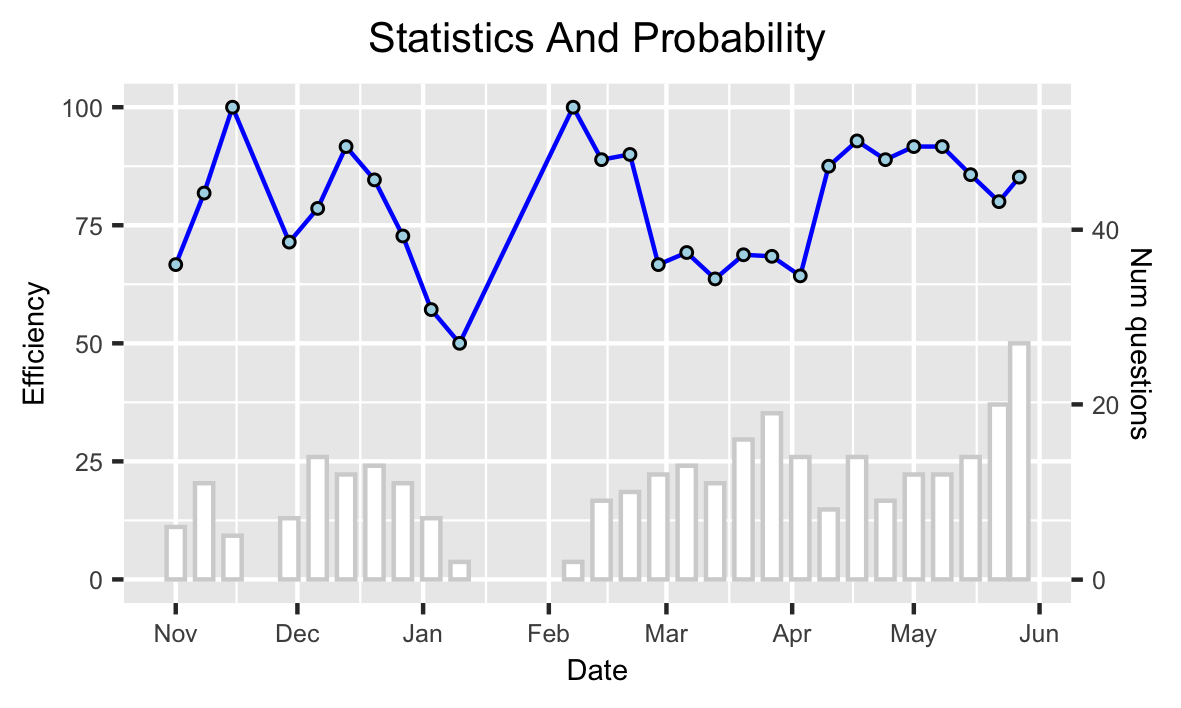 Statistics And Probability
Efficiency
100
75
50
25
0
Num questions
40
20
0
Nov Dec Jan Feb Mar Apr May Jun
Date